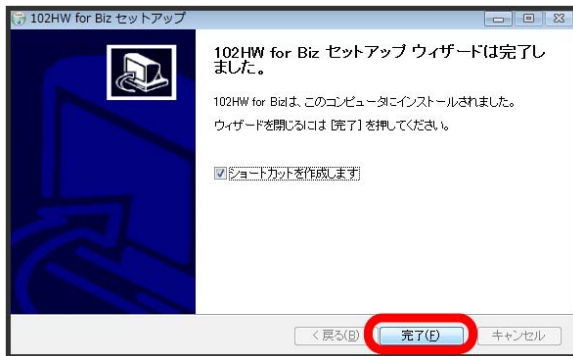 102HW for Biz セットアップ
102HW for Biz セットアップ ウィザードは完了し
ました。
102HW for Bizは、このコンピュータにインストールされました。
ウィザードを閉じるには [完了] を押してください。
ショートカットを作成します
< 戻る(B)
完了(F)
キャンセル